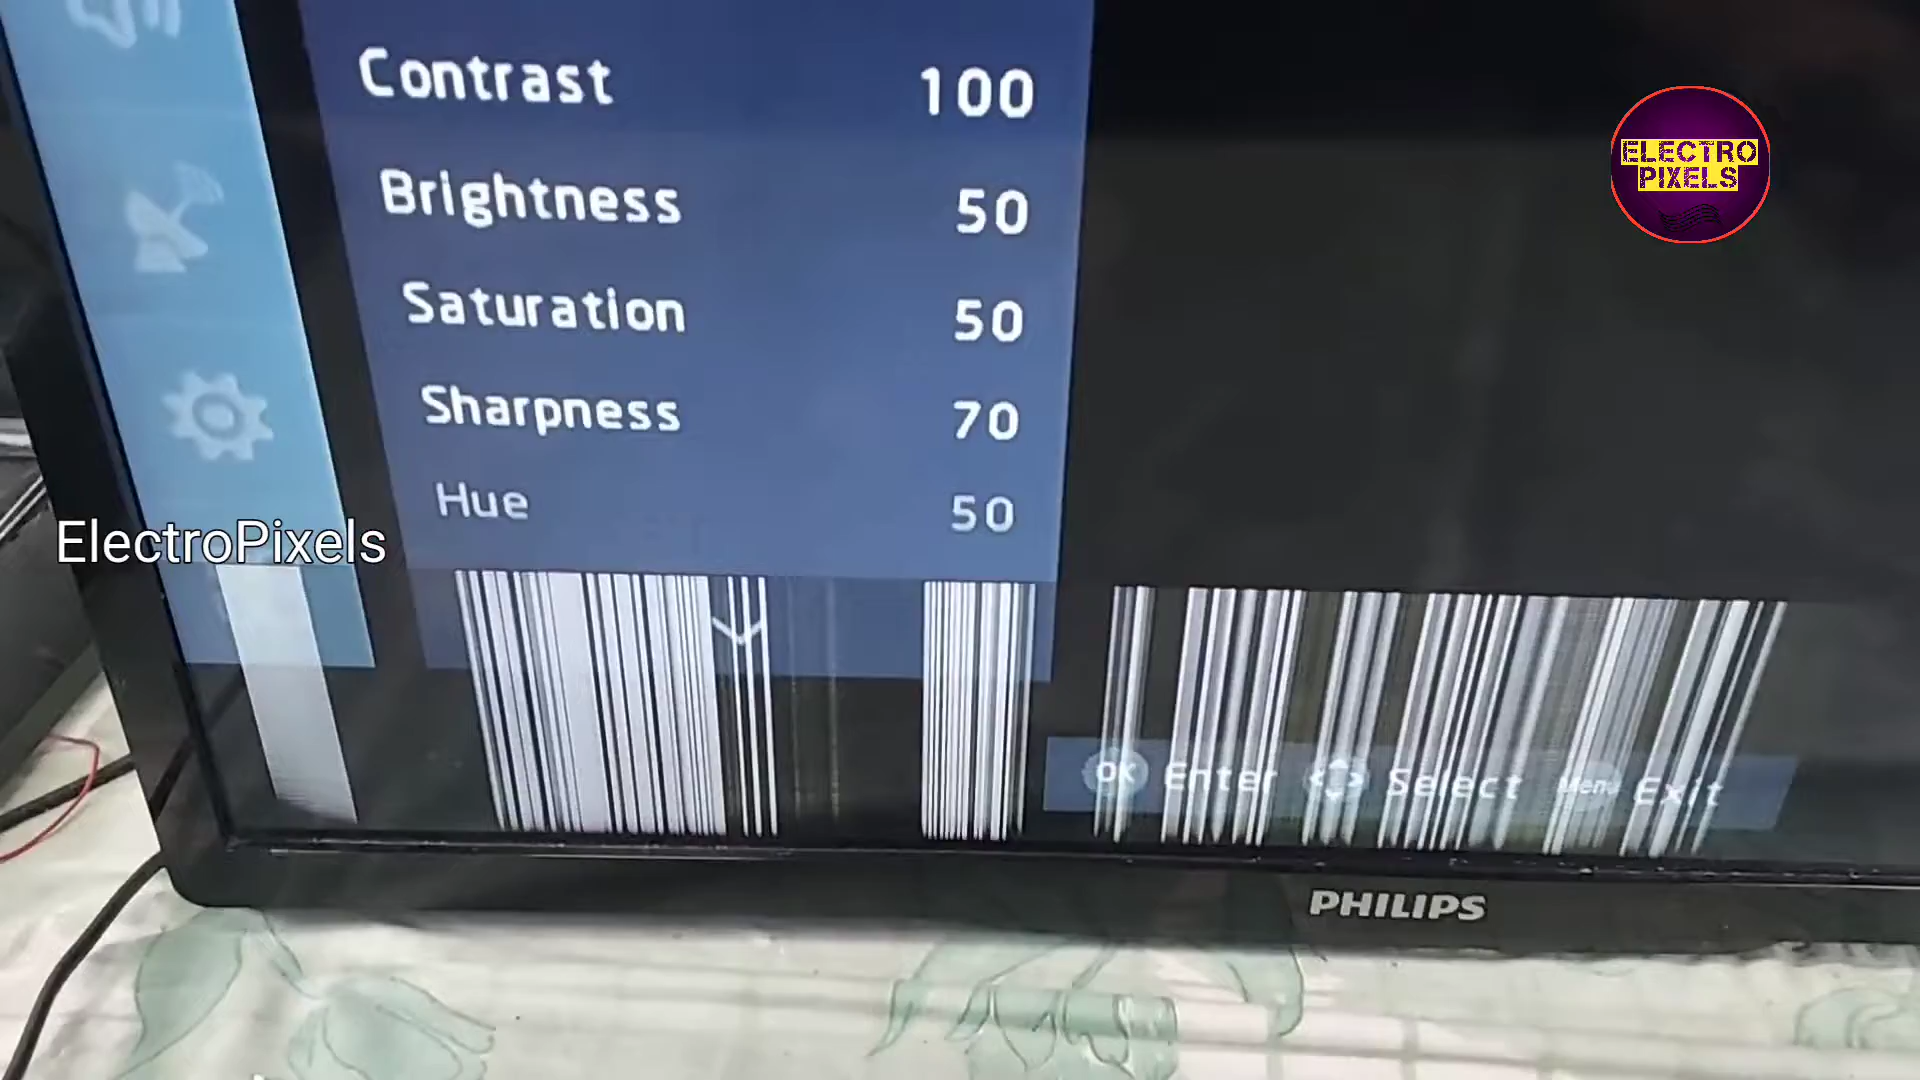 Contrast 100
ELECTRO
PIXELS
Brightness 50
Saturation 50
Sharpness 70
Hue 50
ElectroPixels
OK Enter Select Menu Exit
PHILIPS